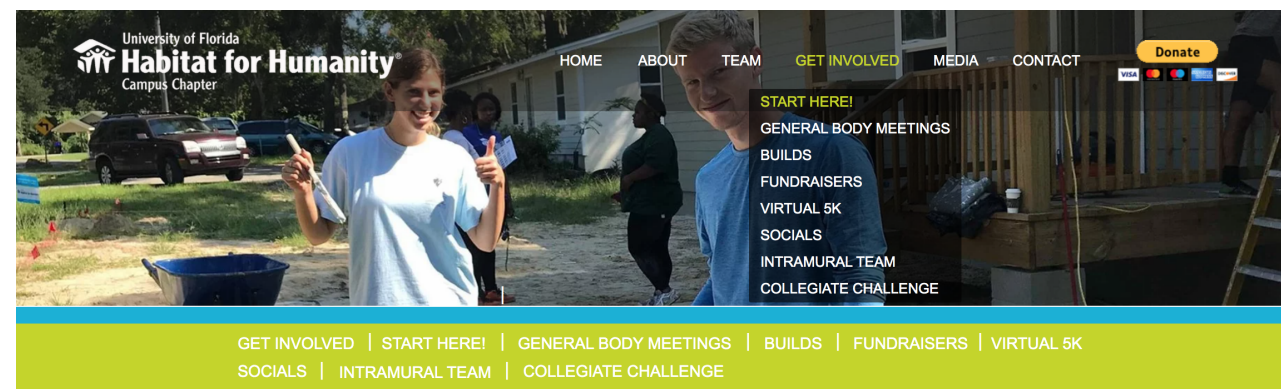 University of Florida
Habitat for Humanity®
Campus Chapter
HOME ABOUT TEAM GET INVOLVED MEDIA CONTACT
Donate
VISA
START HERE!
GENERAL BODY MEETINGS
BUILDS
FUNDRAISERS
VIRTUAL 5K
SOCIALS
INTRAMURAL TEAM
COLLEGIATE CHALLENGE
GET INVOLVED | START HERE! | GENERAL BODY MEETINGS | BUILDS | FUNDRAISERS | VIRTUAL 5K
SOCIALS | INTRAMURAL TEAM | COLLEGIATE CHALLENGE